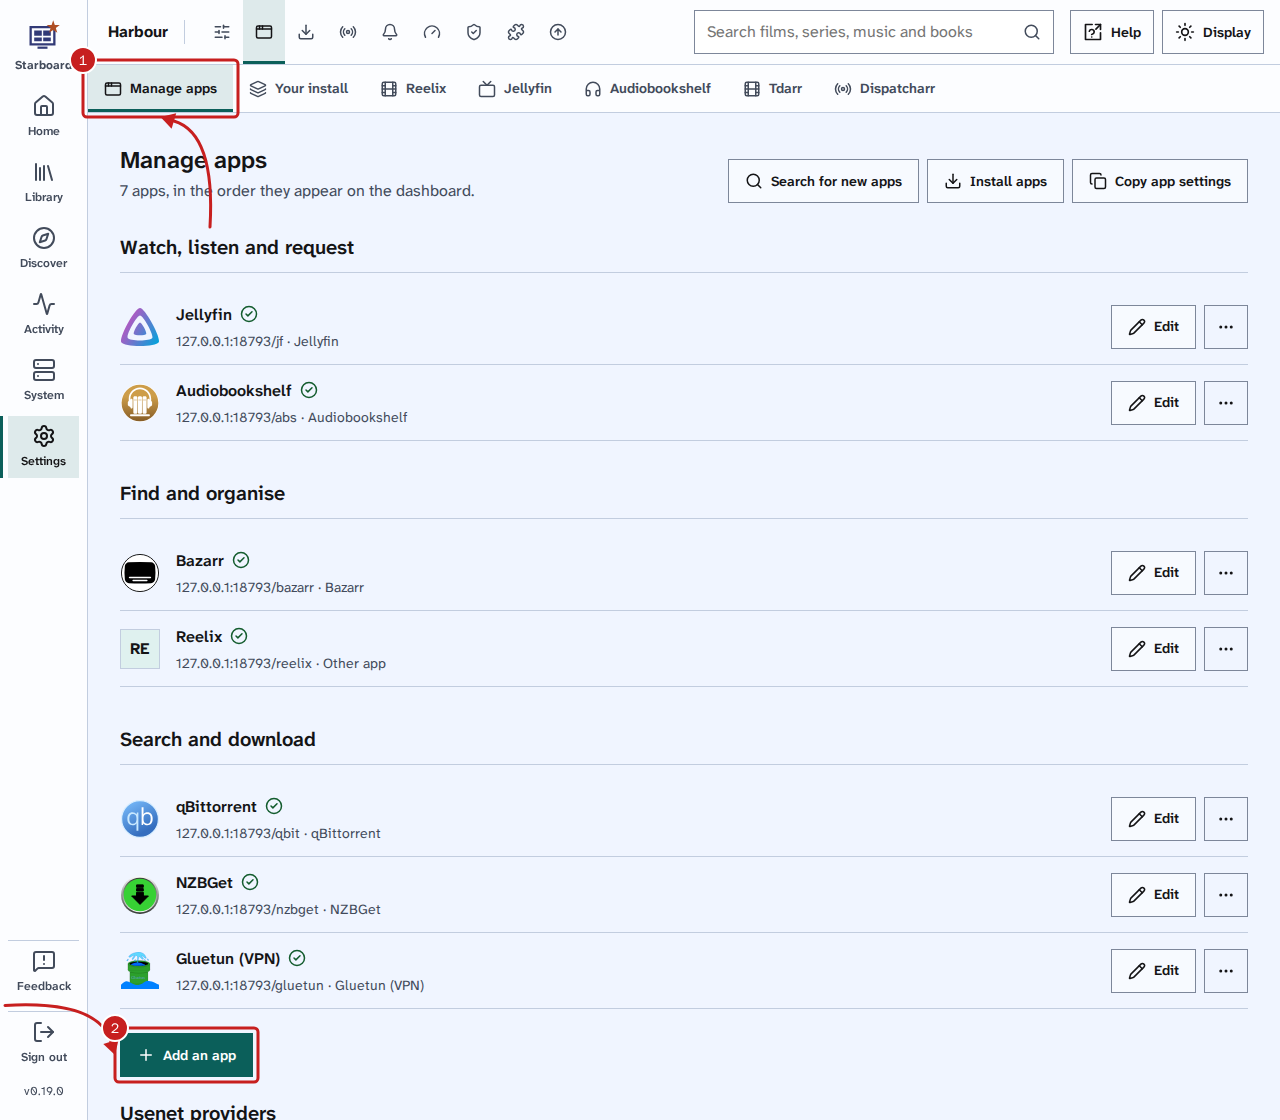 Starboard
Home
Library
Discover
Activity
System
Settings
Feedback
Sign out
v0.19.0
Harbour
Search films, series, music and books
Help
Display
1
Manage apps
Your install
Reelix
Jellyfin
Audiobookshelf
Tdarr
Dispatcharr
Manage apps
7 apps, in the order they appear on the dashboard.
Search for new apps
Install apps
Copy app settings
Watch, listen and request
Jellyfin
127.0.0.1:18793/jf · Jellyfin
Edit
Audiobookshelf
127.0.0.1:18793/abs · Audiobookshelf
Edit
Find and organise
Bazarr
127.0.0.1:18793/bazarr · Bazarr
Edit
RE
Reelix
127.0.0.1:18793/reelix · Other app
Edit
Search and download
qb
qBittorrent
127.0.0.1:18793/qbit · qBittorrent
Edit
NZBGet
127.0.0.1:18793/nzbget · NZBGet
Edit
Gluetun (VPN)
127.0.0.1:18793/gluetun · Gluetun (VPN)
Edit
2
Add an app
Usenet providers